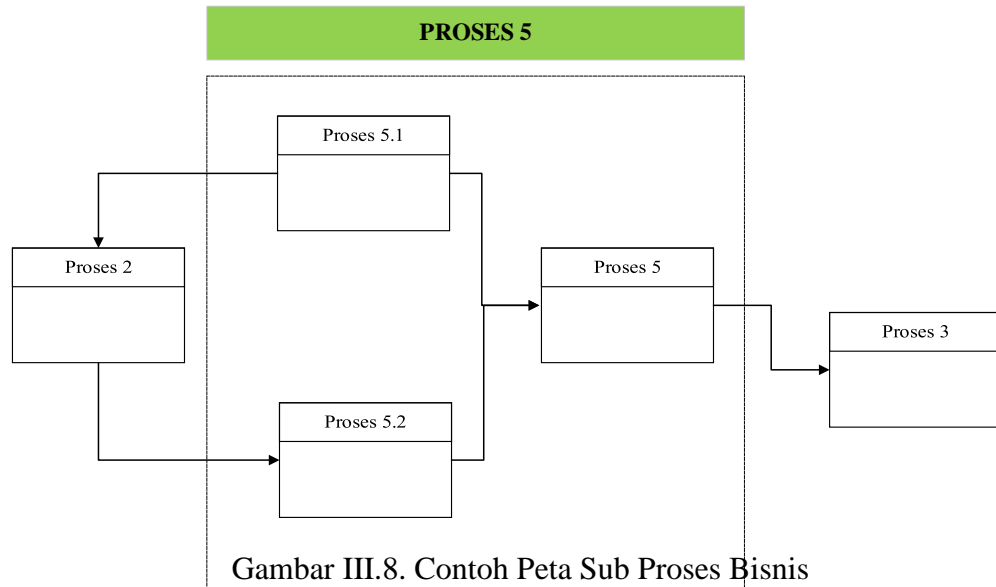 PROSES 5
Proses 5.1
Proses 2
Proses 5
Proses 3
Proses 5.2
Gambar III.8. Contoh Peta Sub Proses Bisnis